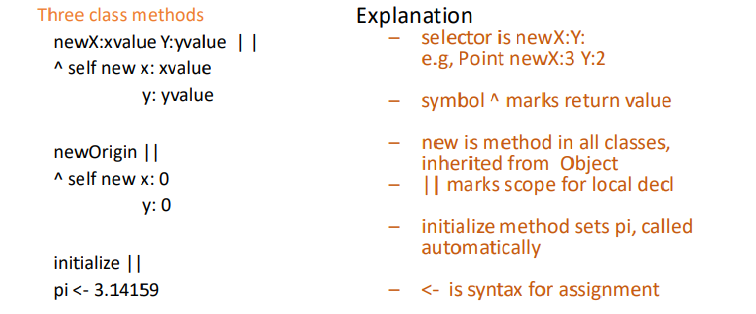 Three class methods
newX:xvalue Y:yvalue | |
^ self new x: xvalue
y: yvalue
newOrigin ||
^ self new x: 0
y: 0
initialize ||
pi <- 3.14159
Explanation
– selector is newX:Y:
e.g, Point newX:3 Y:2
– symbol ^ marks return value
– new is method in all classes,
inherited from Object
– || marks scope for local decl
– initialize method sets pi, called
automatically
– <- is syntax for assignment